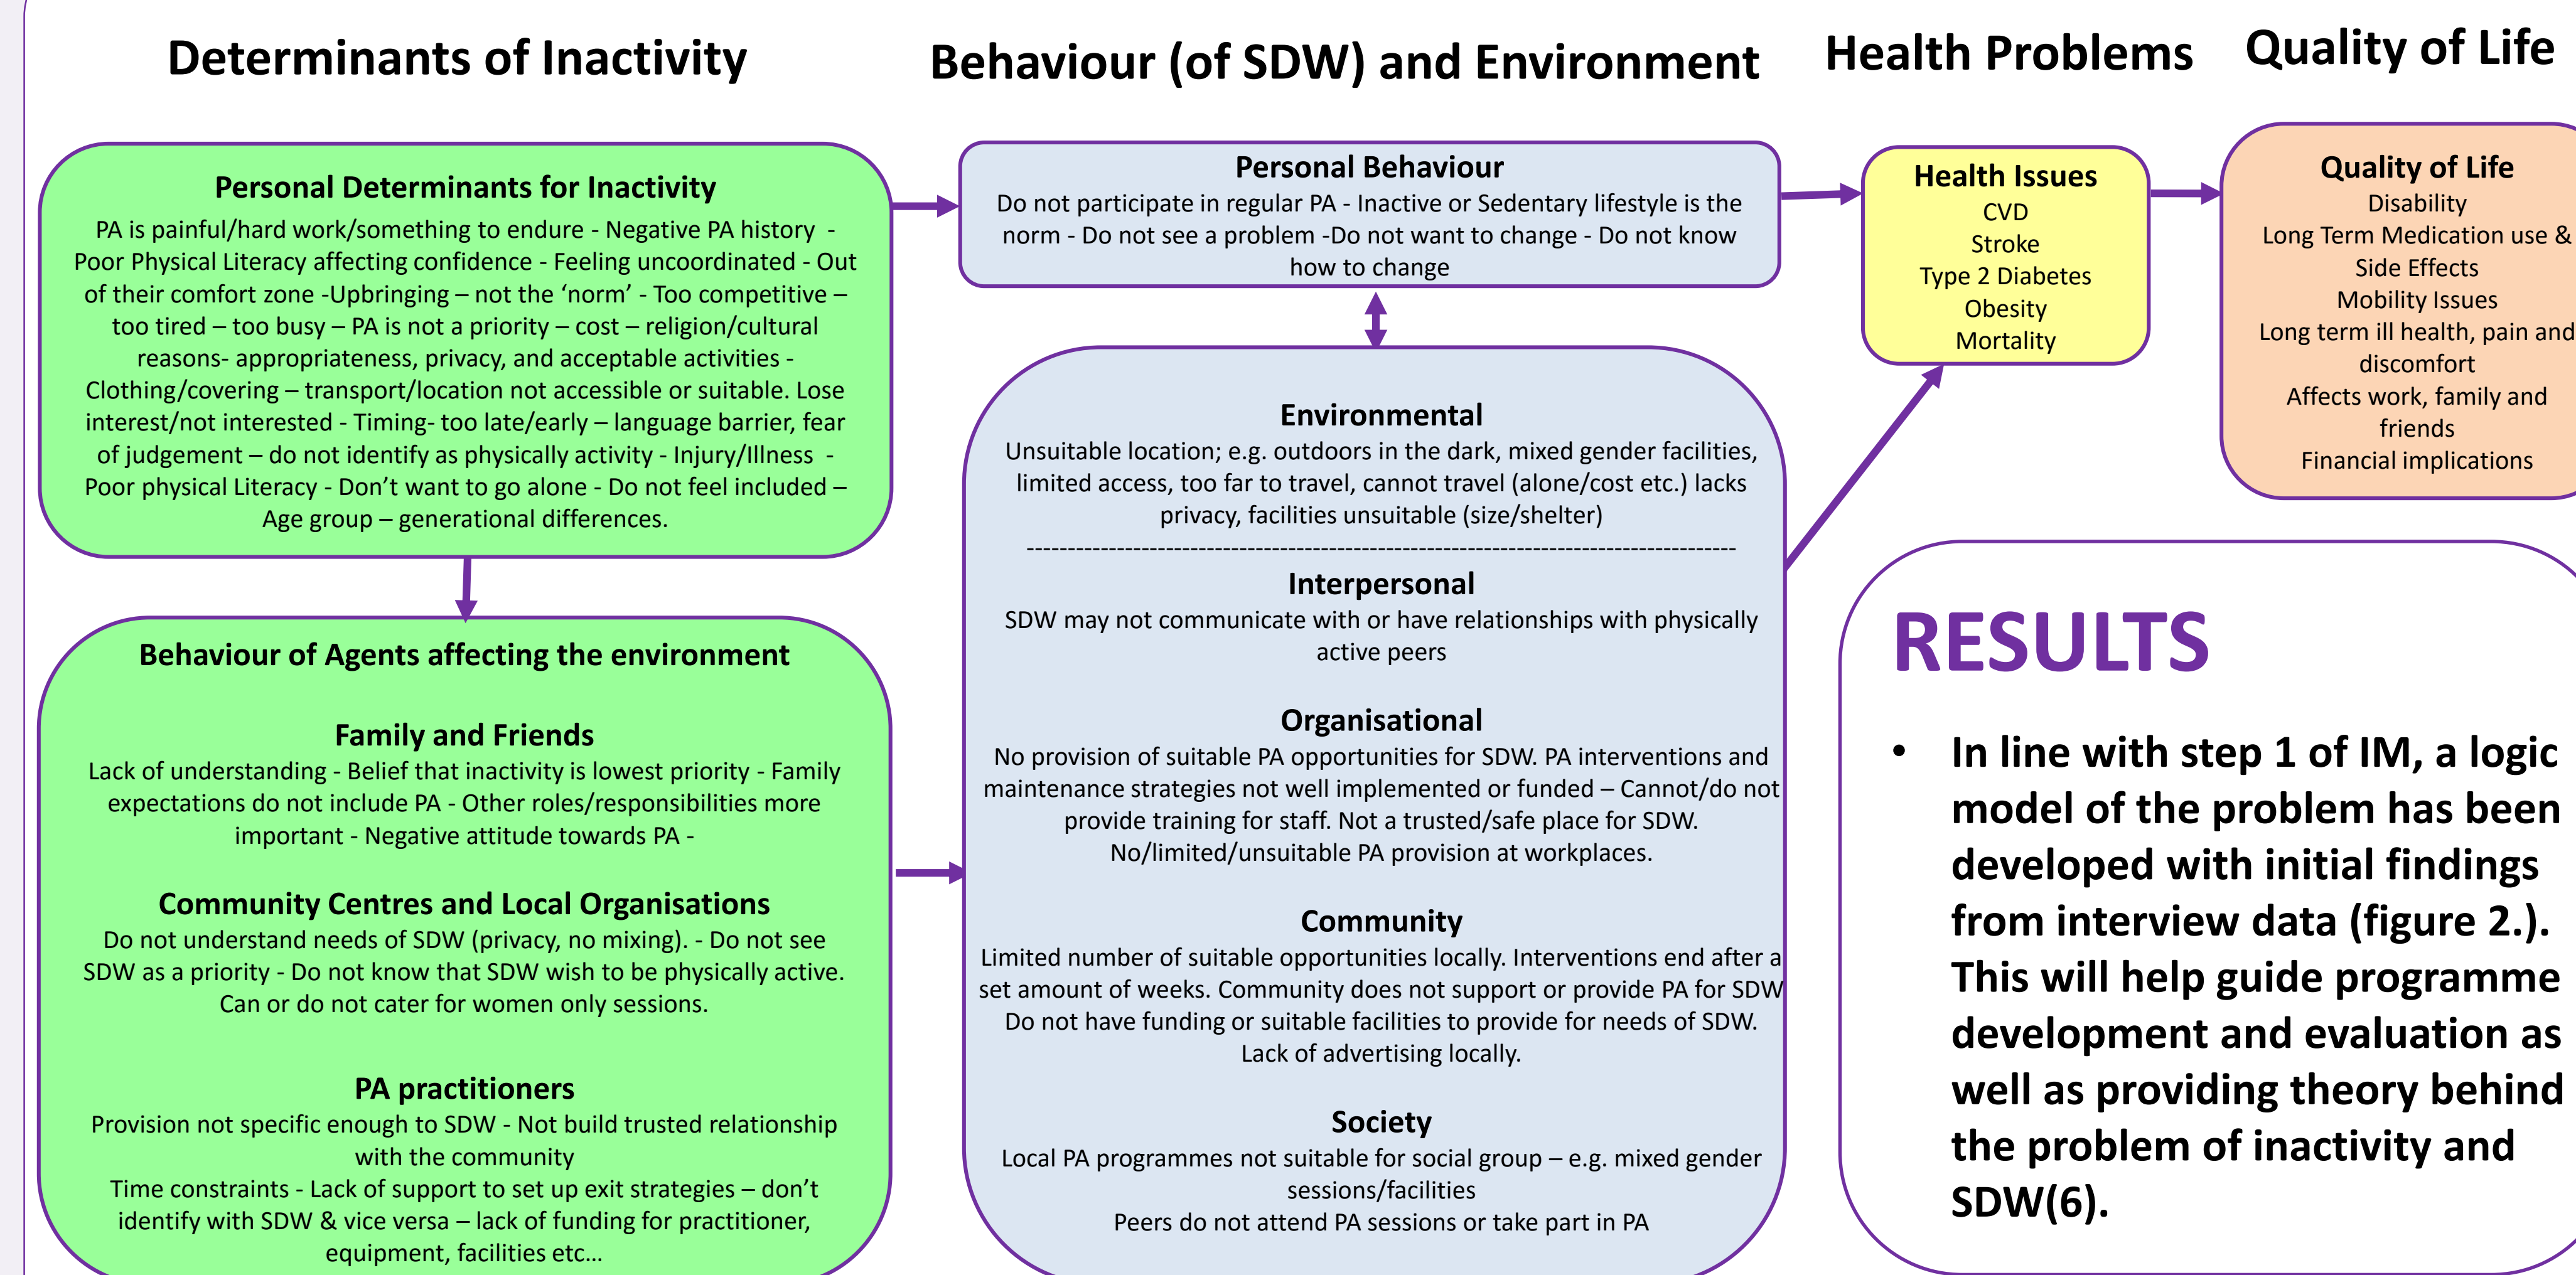 Determinants of Inactivity
Behaviour (of SDW) and Environment
Health Problems
Quality of Life
Personal Determinants for Inactivity
PA is painful/hard work/something to endure - Negative PA history -
Poor Physical Literacy affecting confidence - Feeling uncoordinated - Out
of their comfort zone -Upbringing – not the ‘norm’ - Too competitive –
too tired – too busy – PA is not a priority – cost – religion/cultural
reasons- appropriateness, privacy, and acceptable activities -
Clothing/covering – transport/location not accessible or suitable. Lose
interest/not interested - Timing- too late/early – language barrier, fear
of judgement – do not identify as physically activity - Injury/Illness -
Poor physical Literacy - Don’t want to go alone - Do not feel included –
Age group – generational differences.
Behaviour of Agents affecting the environment
Family and Friends
Lack of understanding - Belief that inactivity is lowest priority - Family
expectations do not include PA - Other roles/responsibilities more
important - Negative attitude towards PA -
Community Centres and Local Organisations
Do not understand needs of SDW (privacy, no mixing). - Do not see
SDW as a priority - Do not know that SDW wish to be physically active.
Can or do not cater for women only sessions.
PA practitioners
Provision not specific enough to SDW - Not build trusted relationship
with the community
Time constraints - Lack of support to set up exit strategies – don’t
identify with SDW & vice versa – lack of funding for practitioner,
equipment, facilities etc…
Personal Behaviour
Do not participate in regular PA - Inactive or Sedentary lifestyle is the
norm - Do not see a problem -Do not want to change - Do not know
how to change
Environmental
Unsuitable location; e.g. outdoors in the dark, mixed gender facilities,
limited access, too far to travel, cannot travel (alone/cost etc.) lacks
privacy, facilities unsuitable (size/shelter)
--------------------------------------------------------------------------------------
Interpersonal
SDW may not communicate with or have relationships with physically
active peers
Organisational
No provision of suitable PA opportunities for SDW. PA interventions and
maintenance strategies not well implemented or funded – Cannot/do not
provide training for staff. Not a trusted/safe place for SDW.
No/limited/unsuitable PA provision at workplaces.
Community
Limited number of suitable opportunities locally. Interventions end after a
set amount of weeks. Community does not support or provide PA for SDW
Do not have funding or suitable facilities to provide for needs of SDW.
Lack of advertising locally.
Society
Local PA programmes not suitable for social group – e.g. mixed gender
sessions/facilities
Peers do not attend PA sessions or take part in PA
Health Issues
CVD
Stroke
Type 2 Diabetes
Obesity
Mortality
Quality of Life
Disability
Long Term Medication use &
Side Effects
Mobility Issues
Long term ill health, pain and
discomfort
Affects work, family and
friends
Financial implications
RESULTS
• In line with step 1 of IM, a logic
model of the problem has been
developed with initial findings
from interview data (figure 2.).
This will help guide programme
development and evaluation as
well as providing theory behind
the problem of inactivity and
SDW(6).